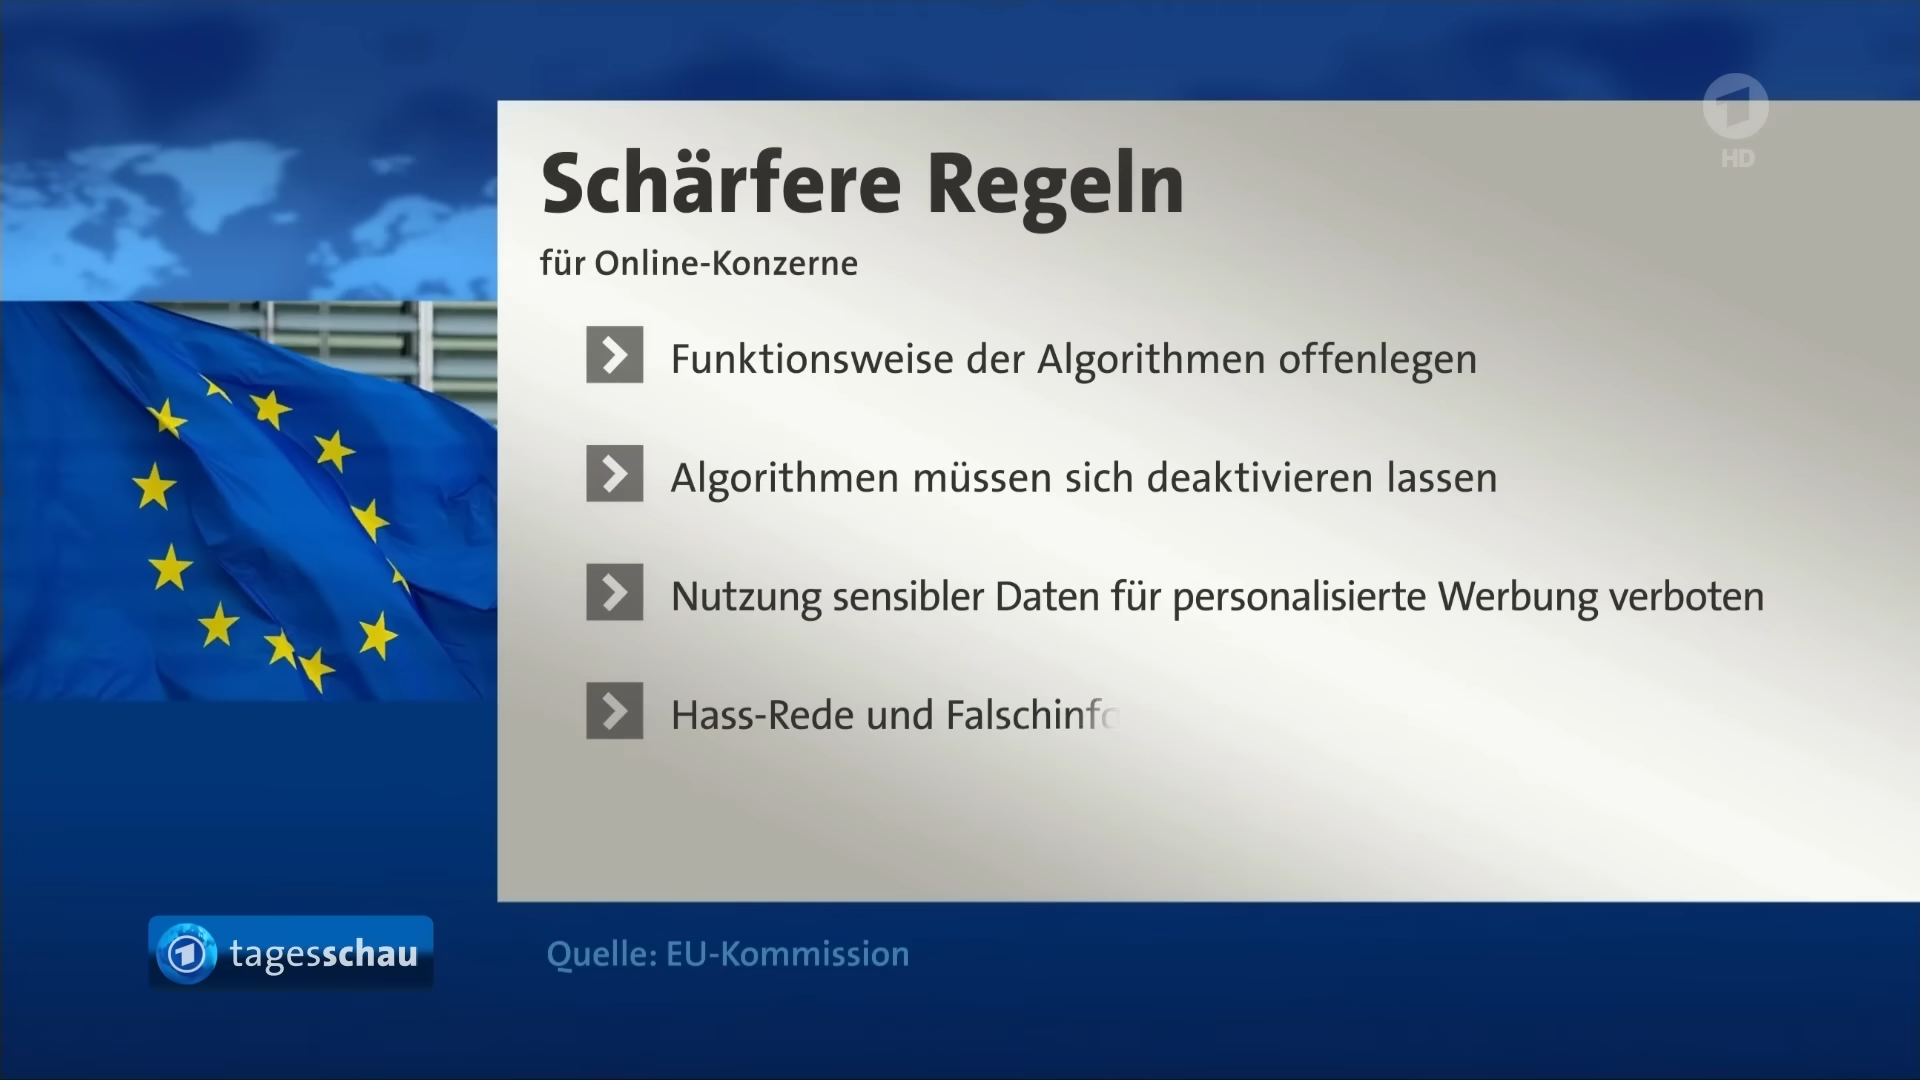 HD
Schärfere Regeln
für Online-Konzerne
Funktionsweise der Algorithmen offenlegen
Algorithmen müssen sich deaktivieren lassen
Nutzung sensibler Daten für personalisierte Werbung verboten
Hass-Rede und Falschinfo
tagesschau
Quelle: EU-Kommission